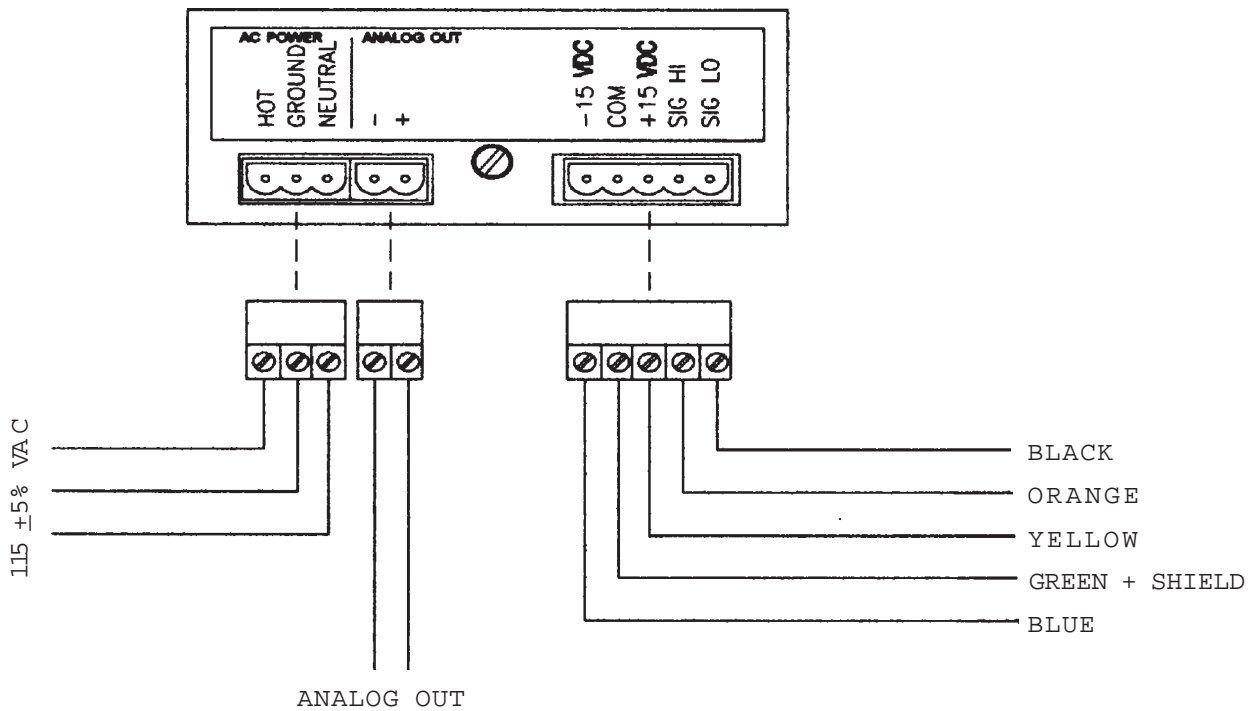 AC POWER
ANALOG OUT
HOT
GROUND
NEUTRAL
-
+
-15 VDC
COM
+15 VDC
SIG HI
SIG LO
115 ±5% VAC
BLACK
ORANGE
YELLOW
GREEN + SHIELD
BLUE
ANALOG OUT